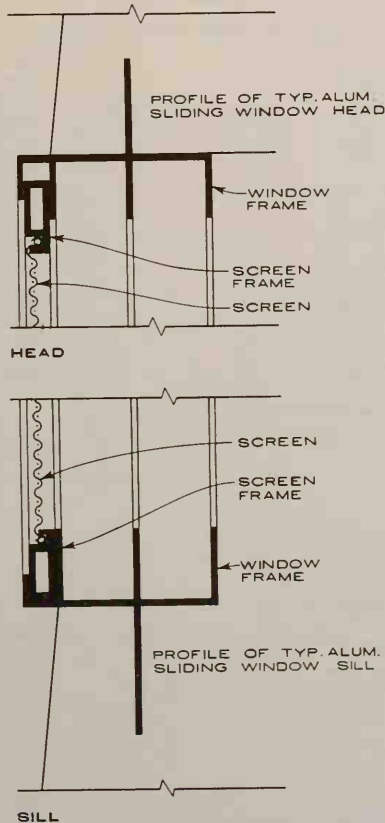 PROFILE OF TYP. ALUM.
SLIDING WINDOW HEAD
WINDOW
FRAME
SCREEN
FRAME
SCREEN
HEAD
SCREEN
SCREEN
FRAME
WINDOW
FRAME
PROFILE OF TYP. ALUM.
SLIDING WINDOW SILL
SILL